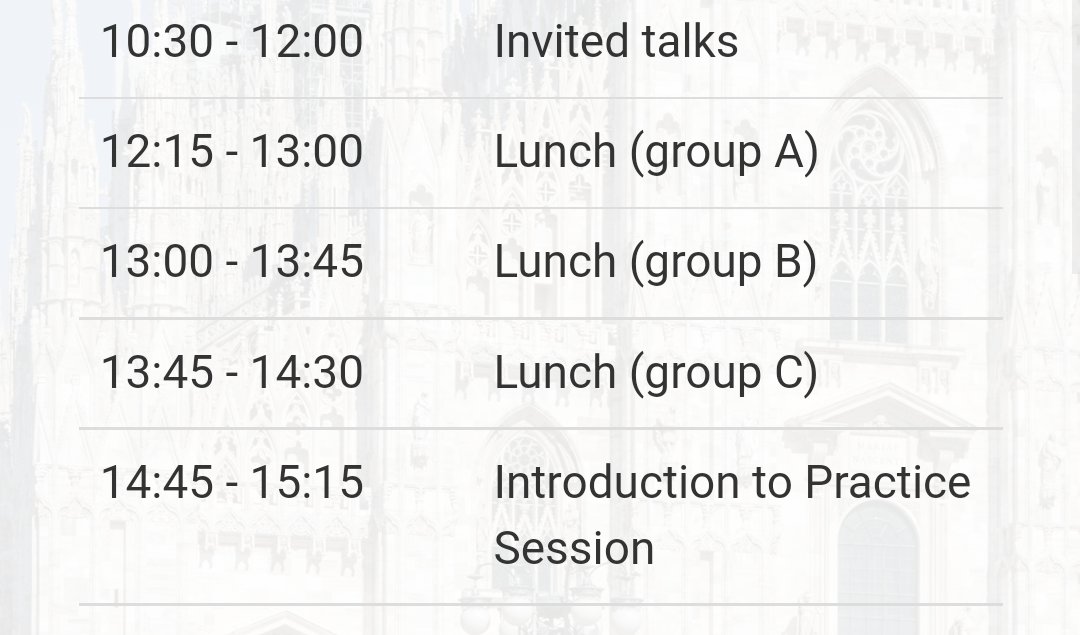 10:30 - 12:00 Invited talks
12:15 - 13:00 Lunch (group A)
13:00 - 13:45 Lunch (group B)
13:45 - 14:30 Lunch (group C)
14:45 - 15:15 Introduction to Practice
Session